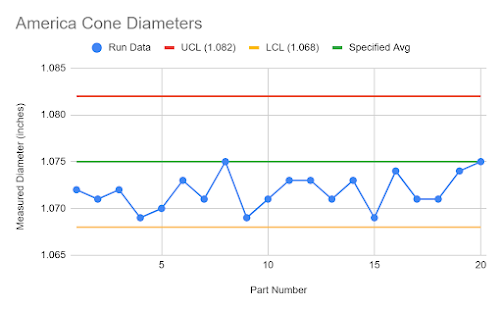 America Cone Diameters
Run Data UCL (1.082) LCL (1.068) Specified Avg
1.085
1.080
1.075
1.070
1.065
Measured Diameter (inches)
5 10 15 20
Part Number